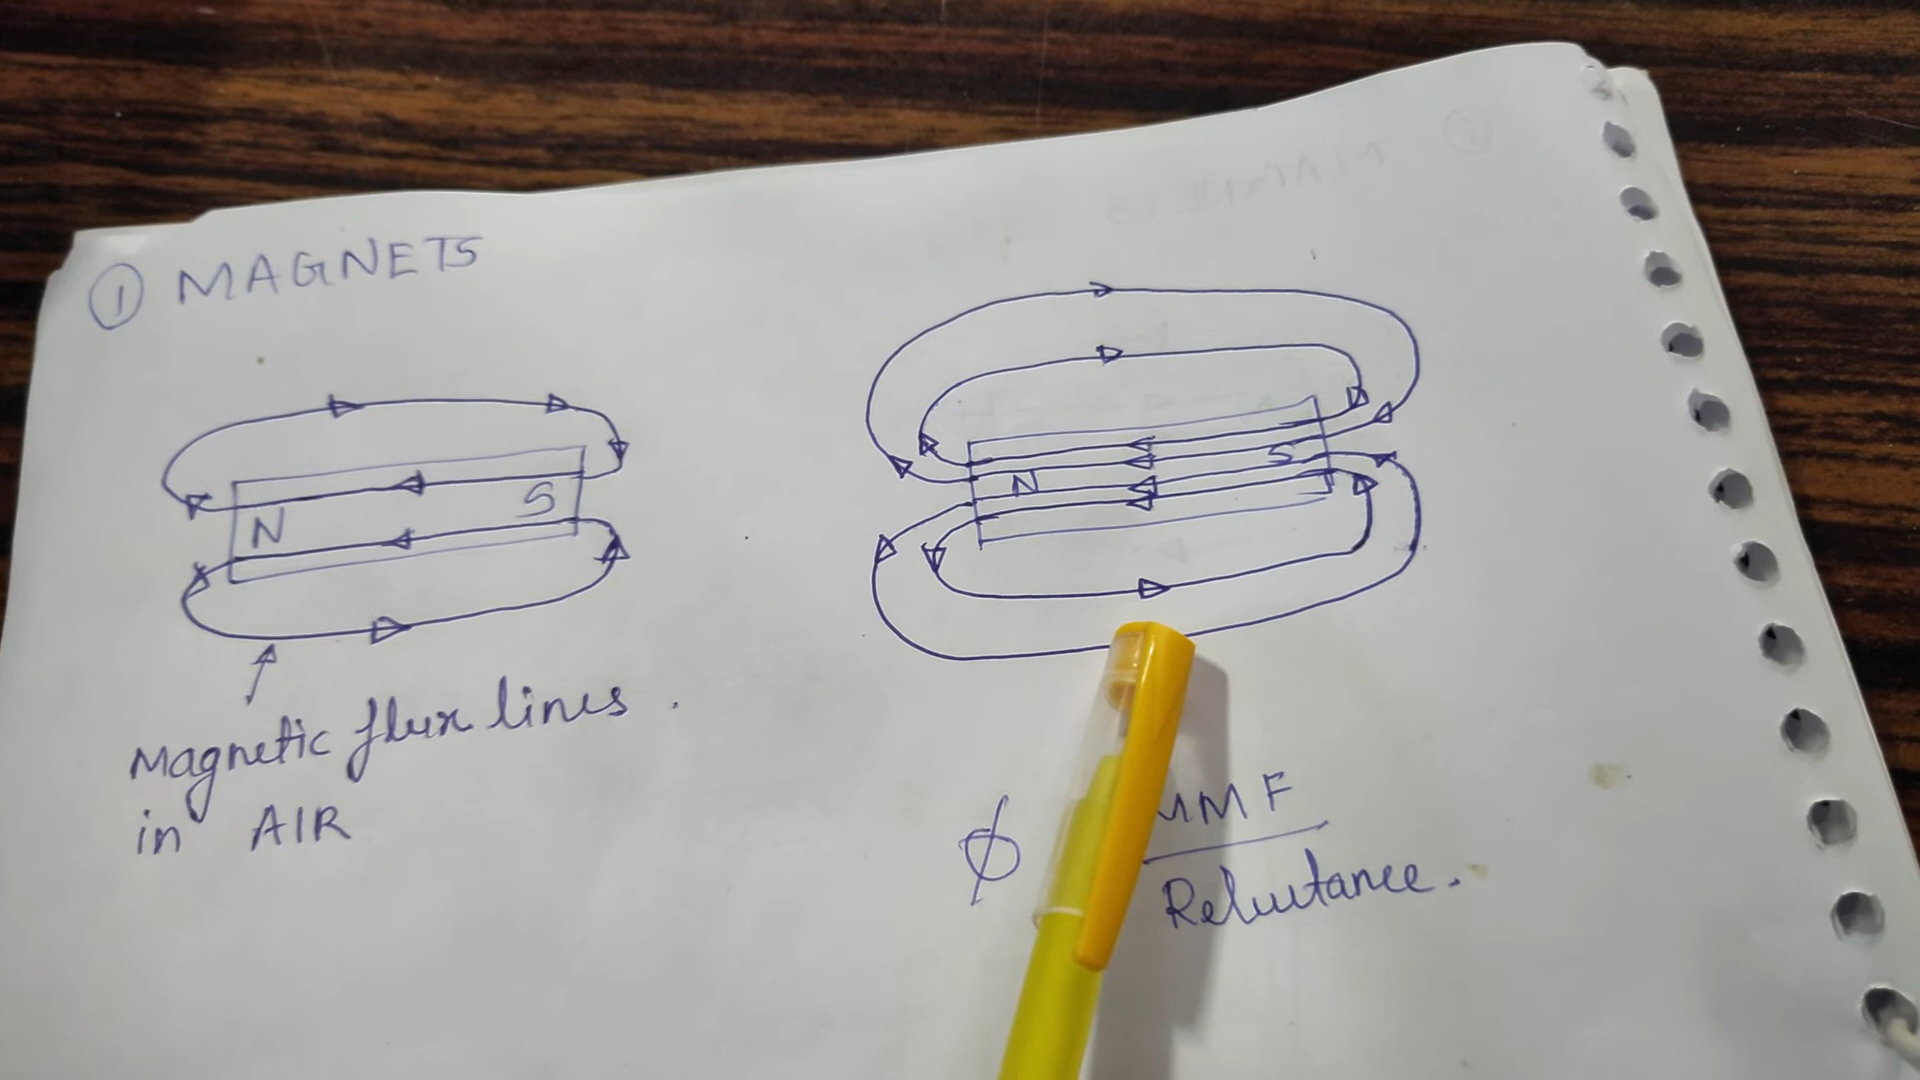 ① MAGNETS
N S
N S
Magnetic flux lines.
in AIR
ϕ MMF
Reluctance.